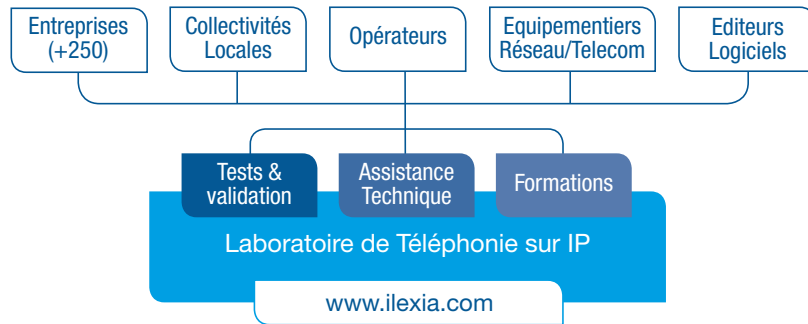 Entreprises
(+250)
Collectivités
Locales
Opérateurs
Equipementiers
Réseau/Telecom
Editeurs
Logiciels
Tests &
validation
Assistance
Technique
Formations
Laboratoire de Téléphonie sur IP
www.ilexia.com